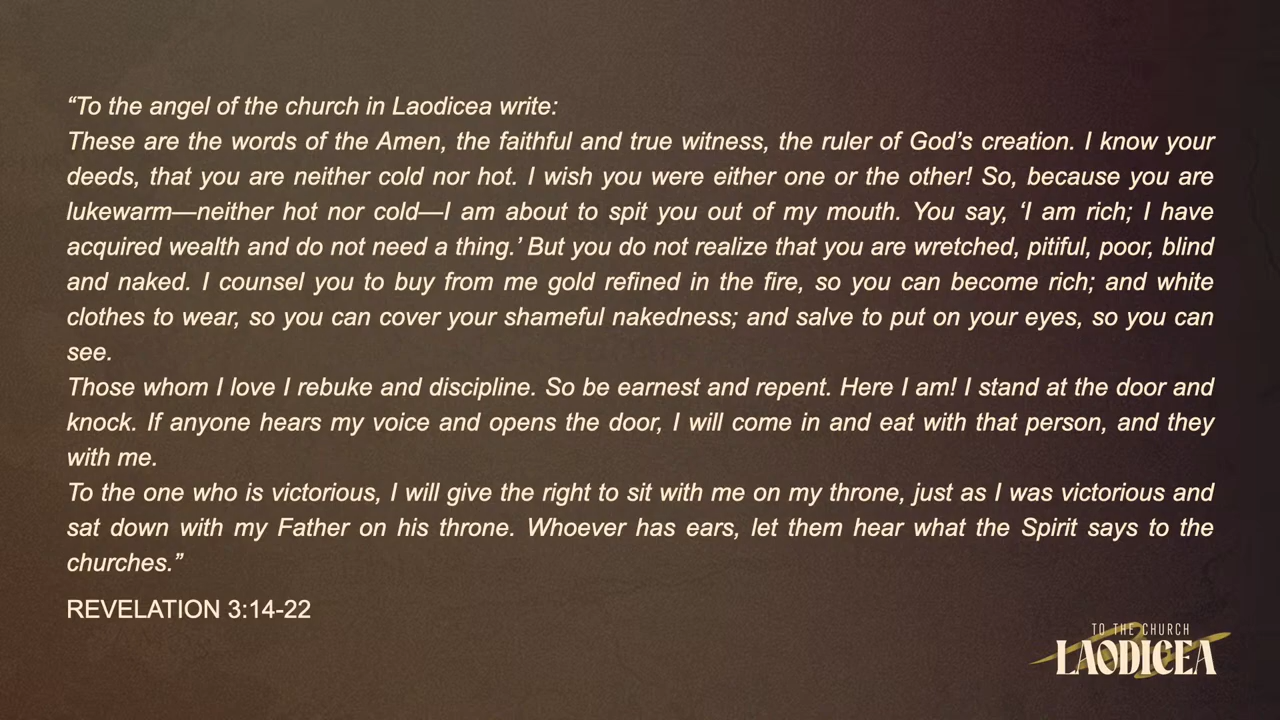 “To the angel of the church in Laodicea write:
These are the words of the Amen, the faithful and true witness, the ruler of God’s creation. I know your
deeds, that you are neither cold nor hot. I wish you were either one or the other! So, because you are
lukewarm—neither hot nor cold—I am about to spit you out of my mouth. You say, ‘I am rich; I have
acquired wealth and do not need a thing.’ But you do not realize that you are wretched, pitiful, poor, blind
and naked. I counsel you to buy from me gold refined in the fire, so you can become rich; and white
clothes to wear, so you can cover your shameful nakedness; and salve to put on your eyes, so you can
see.
Those whom I love I rebuke and discipline. So be earnest and repent. Here I am! I stand at the door and
knock. If anyone hears my voice and opens the door, I will come in and eat with that person, and they
with me.
To the one who is victorious, I will give the right to sit with me on my throne, just as I was victorious and
sat down with my Father on his throne. Whoever has ears, let them hear what the Spirit says to the
churches.”
REVELATION 3:14-22
TO THE CHURCH
LAODICEA